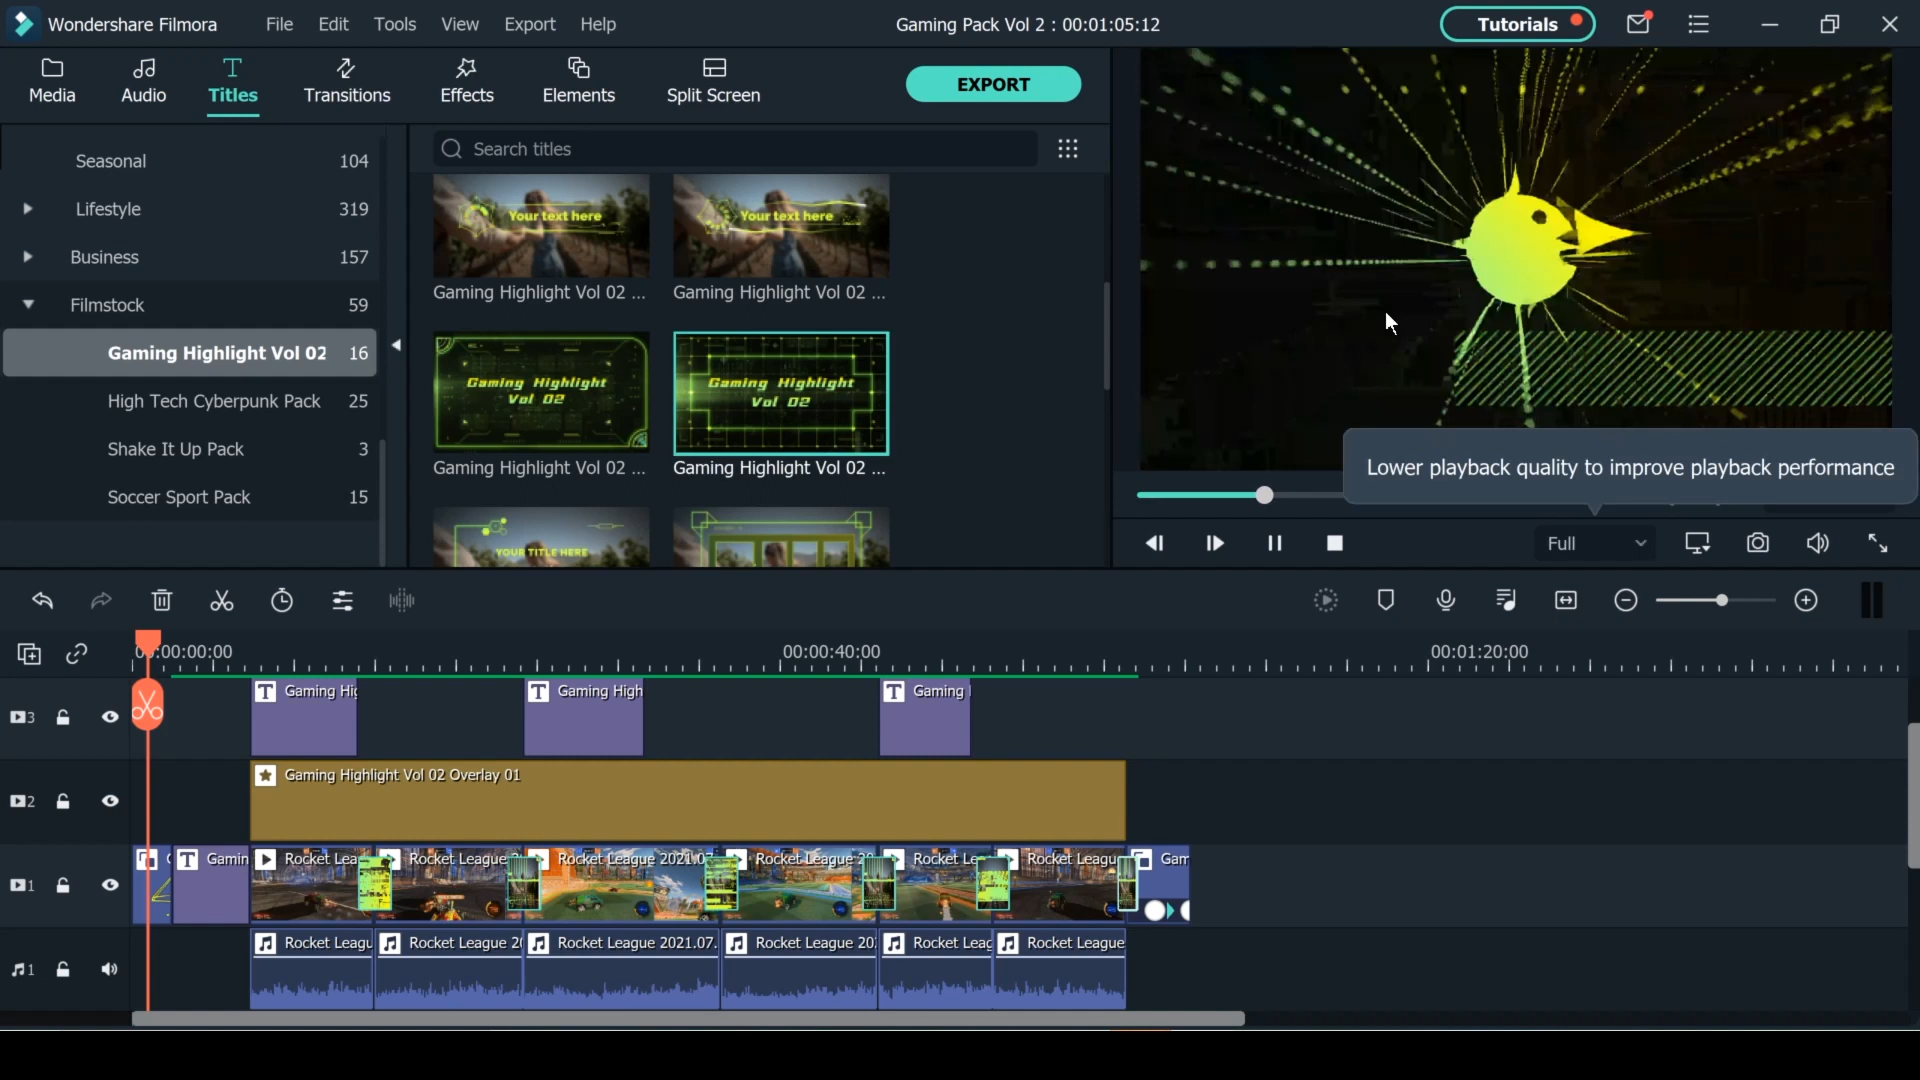 Wondershare Filmora
File Edit Tools View Export Help
Gaming Pack Vol 2 : 00:01:05:12
Tutorials
Media Audio Titles Transitions Effects Elements Split Screen
EXPORT
Seasonal 104
Lifestyle 319
Business 157
Filmstock 59
Gaming Highlight Vol 02 16
High Tech Cyberpunk Pack 25
Shake It Up Pack 3
Soccer Sport Pack 15
Search titles
Your text here
Your text here
Gaming Highlight Vol 02 ...
Gaming Highlight Vol 02 ...
Gaming Highlight
Vol 02
Gaming Highlight
Vol 02
Gaming Highlight Vol 02 ...
Gaming Highlight Vol 02 ...
YOUR TITLE HERE
Lower playback quality to improve playback performance
Full
00:00:40:00
00:01:20:00
3
Gaming Hig
Gaming High
Gaming
2
Gaming Highlight Vol 02 Overlay 01
1
Gamin
Rocket Lea
Rocket League
Rocket League 2021.0
Rocket League 20
Rocket Le
Rocket Leagu
Gam
1
Rocket Leagu
Rocket League 20
Rocket League 2021.07.
Rocket League 20
Rocket Leag
Rocket League